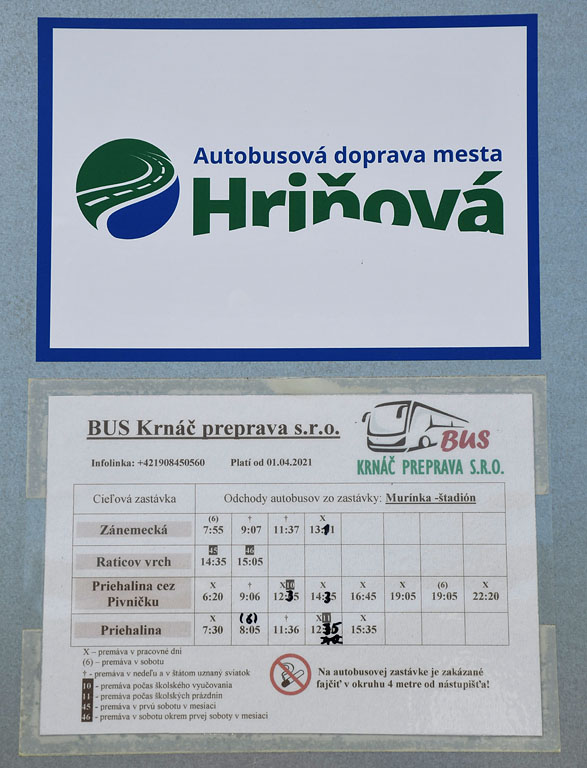 Autobusová doprava mesta
Hriňová
BUS Krnáč preprava s.r.o.
BUS
KRNÁČ PREPRAVA S.R.O.
Infolinka: +421908450560 Platí od 01.04.2021
Cieľová zastávka Odchody autobusov zo zastávky: Murínka -štadión
(6) † † X
Zánemecká 7:55 9:07 11:37
45 46
Raticov vrch 14:35 15:05
X † X 10 X X X (6) X
Priehalina cez
Pivničku 6:20 9:06 16:45 19:05 19:05 22:20
X (6) † X 11 X
Priehalina 7:30 8:05 11:36 15:35
X – premáva v pracovné dni
(6) – premáva v sobotu
† - premáva v nedeľu a v štátom uznaný sviatok
10 - premáva počas školského vyučovania
11 - premáva počas školských prázdnin
45 - premáva v prvú sobotu v mesiaci
46 - premáva v sobotu okrem prvej soboty v mesiaci
Na autobusovej zastávke je zakázané
fajčiť v okruhu 4 metre od nástupišťa!